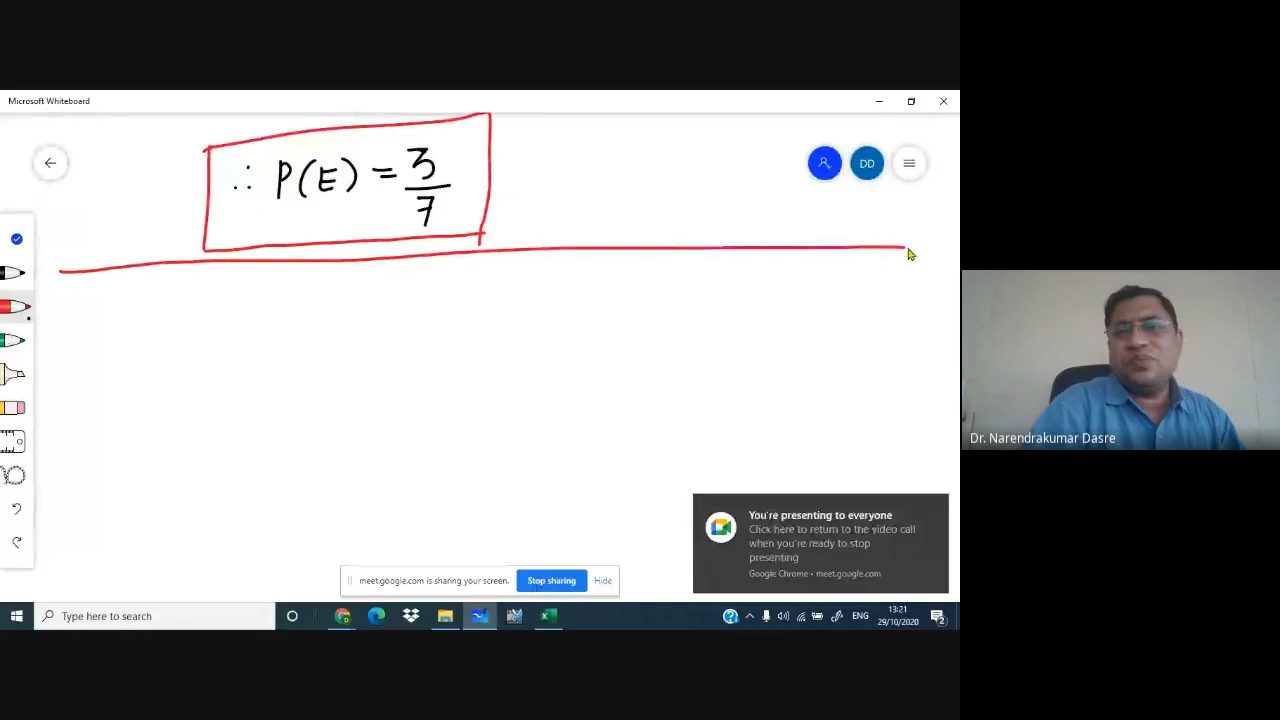 Microsoft Whiteboard
∴ P(E) = 3/7
DD
Dr. Narendrakumar Dasre
You're presenting to everyone
Click here to return to the video call
when you're ready to stop
presenting
Google Chrome • meet.google.com
meet.google.com is sharing your screen.
Stop sharing
Hide
Type here to search
ENG
13:21
29/10/2020
2